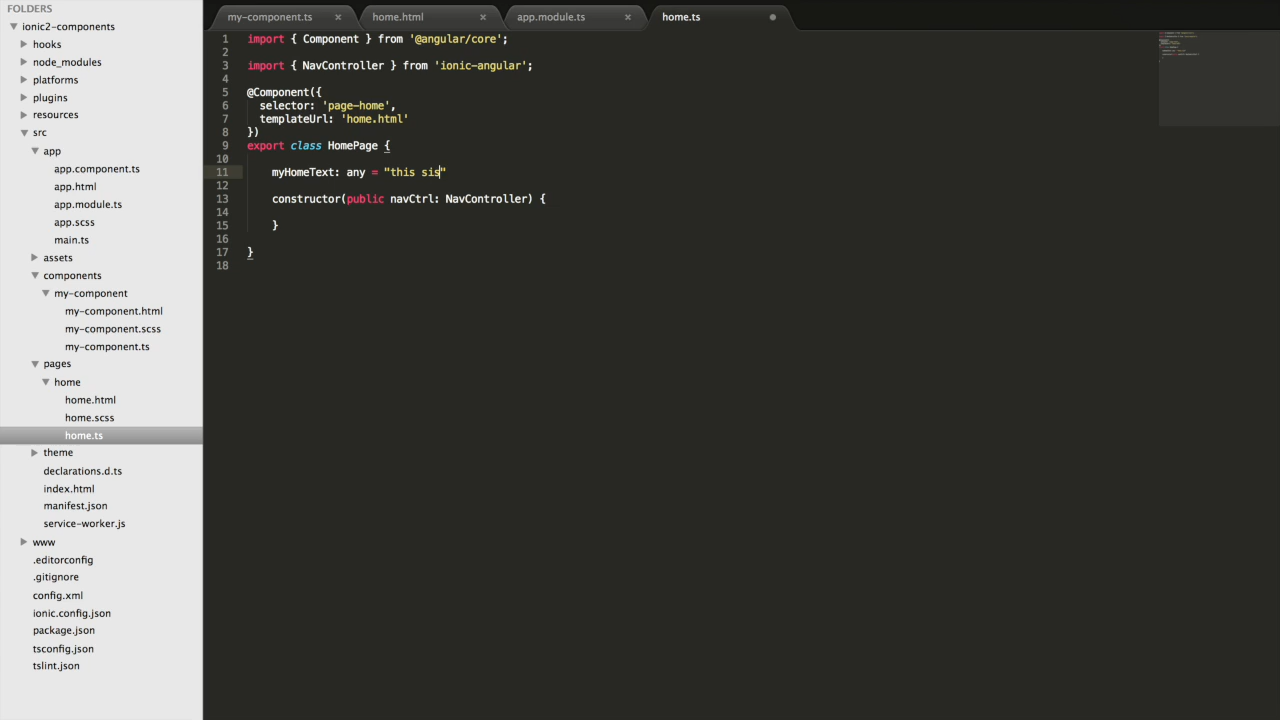 FOLDERS
ionic2-components
hooks
node_modules
platforms
plugins
resources
src
app
app.component.ts
app.html
app.module.ts
app.scss
main.ts
assets
components
my-component
my-component.html
my-component.scss
my-component.ts
pages
home
home.html
home.scss
home.ts
theme
declarations.d.ts
index.html
manifest.json
service-worker.js
www
.editorconfig
.gitignore
config.xml
ionic.config.json
package.json
tsconfig.json
tslint.json
my-component.ts × home.html × app.module.ts × home.ts
1 import { Component } from '@angular/core';
2
3 import { NavController } from 'ionic-angular';
4
5 @Component({
6 selector: 'page-home',
7 templateUrl: 'home.html'
8 })
9 export class HomePage {
10
11 myHomeText: any = "this sis"
12
13 constructor(public navCtrl: NavController) {
14
15 }
16
17 }
18